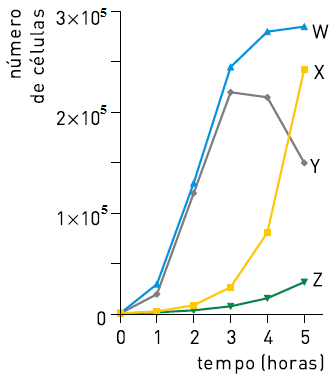 número
de células
3×10⁵
2×10⁵
1×10⁵
0
0 1 2 3 4 5
tempo (horas)
W
X
Y
Z